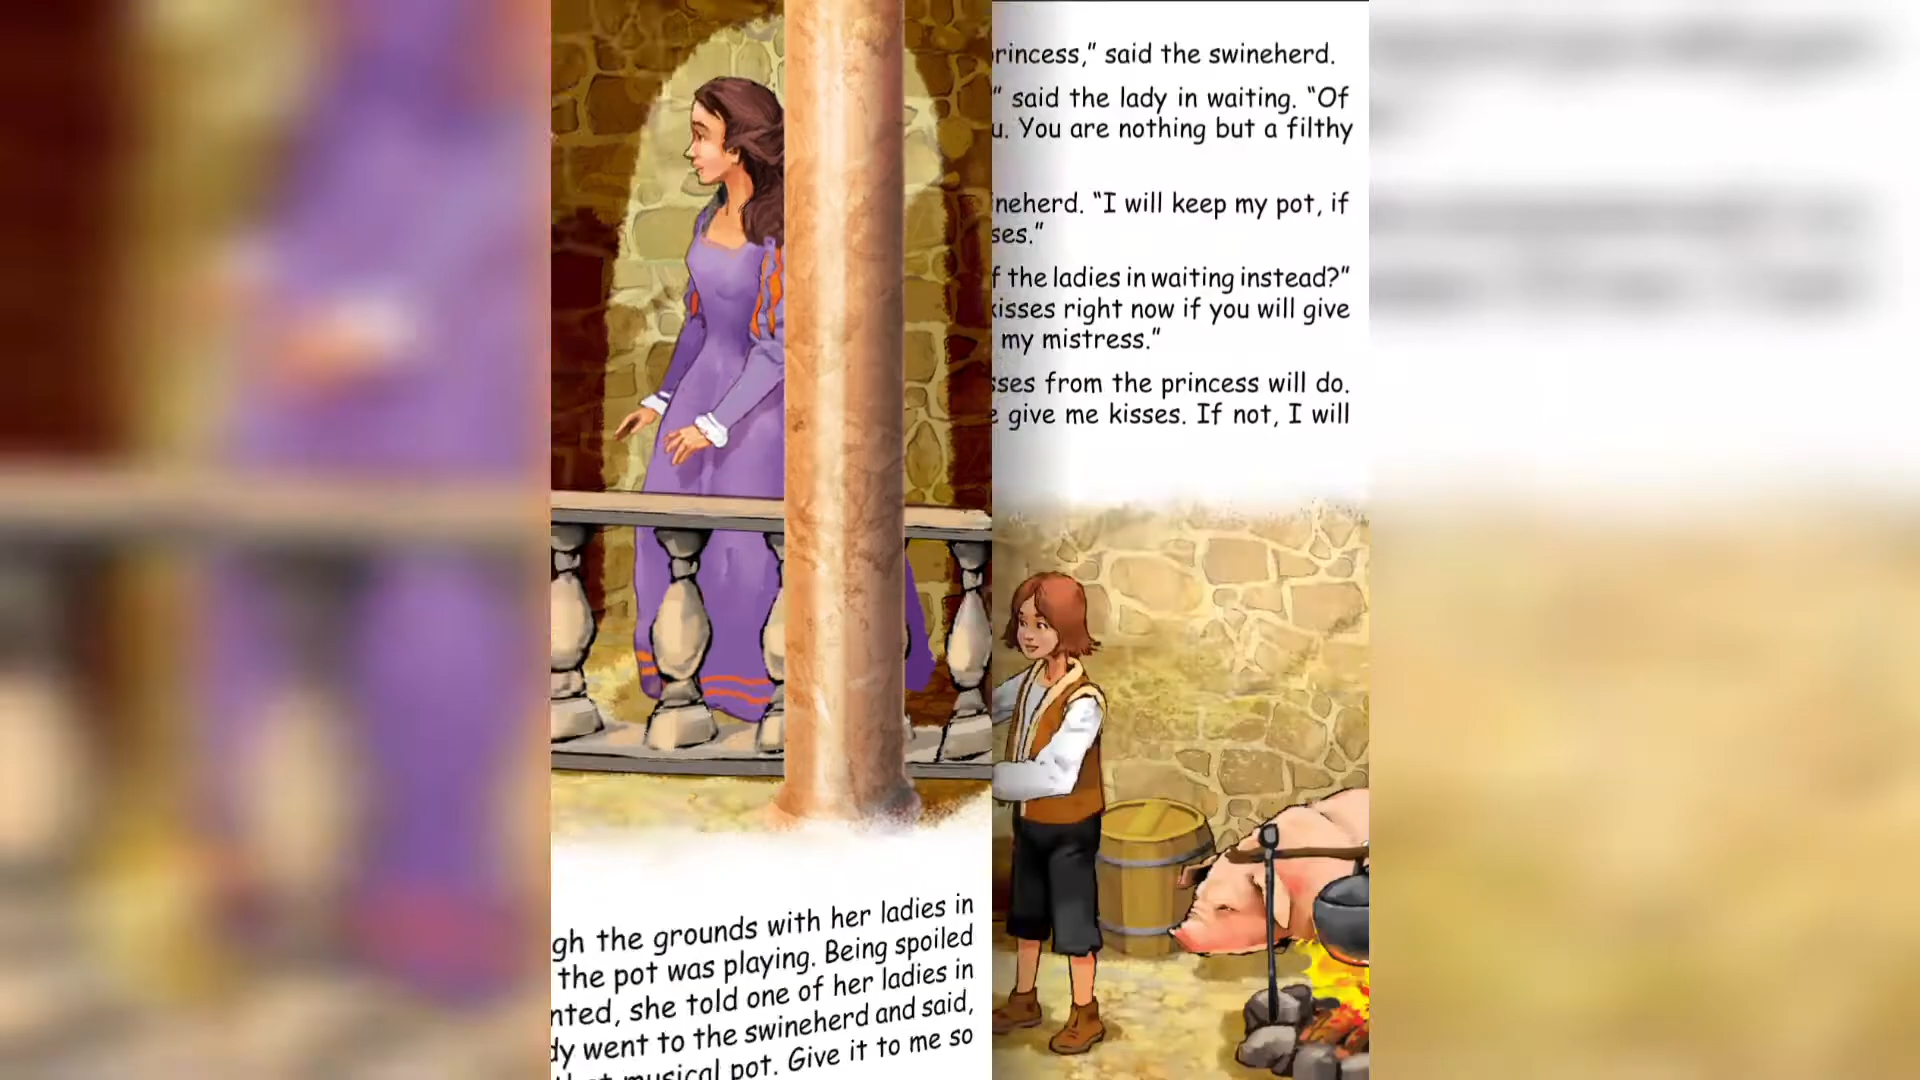 gh the grounds with her ladies in
the pot was playing. Being spoiled
nted, she told one of her ladies in
dy went to the swineherd and said,
musical pot. Give it to me so
rincess,” said the swineherd.
” said the lady in waiting. “Of
u. You are nothing but a filthy
neherd. “I will keep my pot, if
ses.”
f the ladies in waiting instead?”
kisses right now if you will give
my mistress.”
sses from the princess will do.
e give me kisses. If not, I will